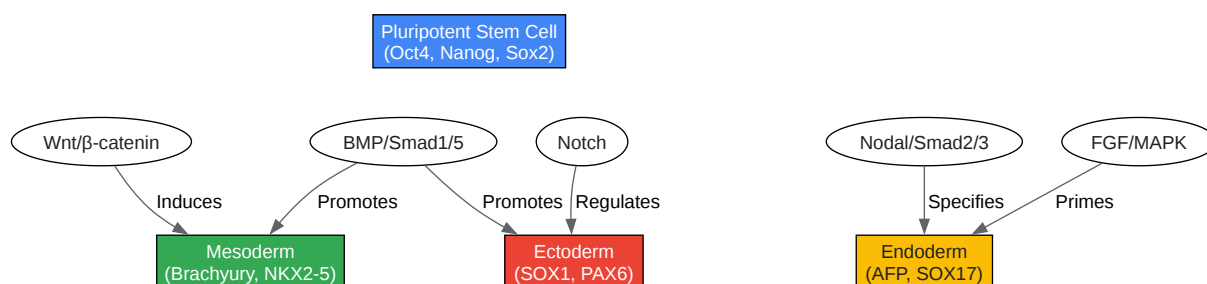 Pluripotent Stem Cell
(Oct4, Nanog, Sox2)
Wnt/β-catenin
BMP/Smad1/5
Notch
Nodal/Smad2/3
FGF/MAPK
Induces
Promotes
Promotes
Regulates
Specifies
Primes
Mesoderm
(Brachyury, NKX2-5)
Ectoderm
(SOX1, PAX6)
Endoderm
(AFP, SOX17)